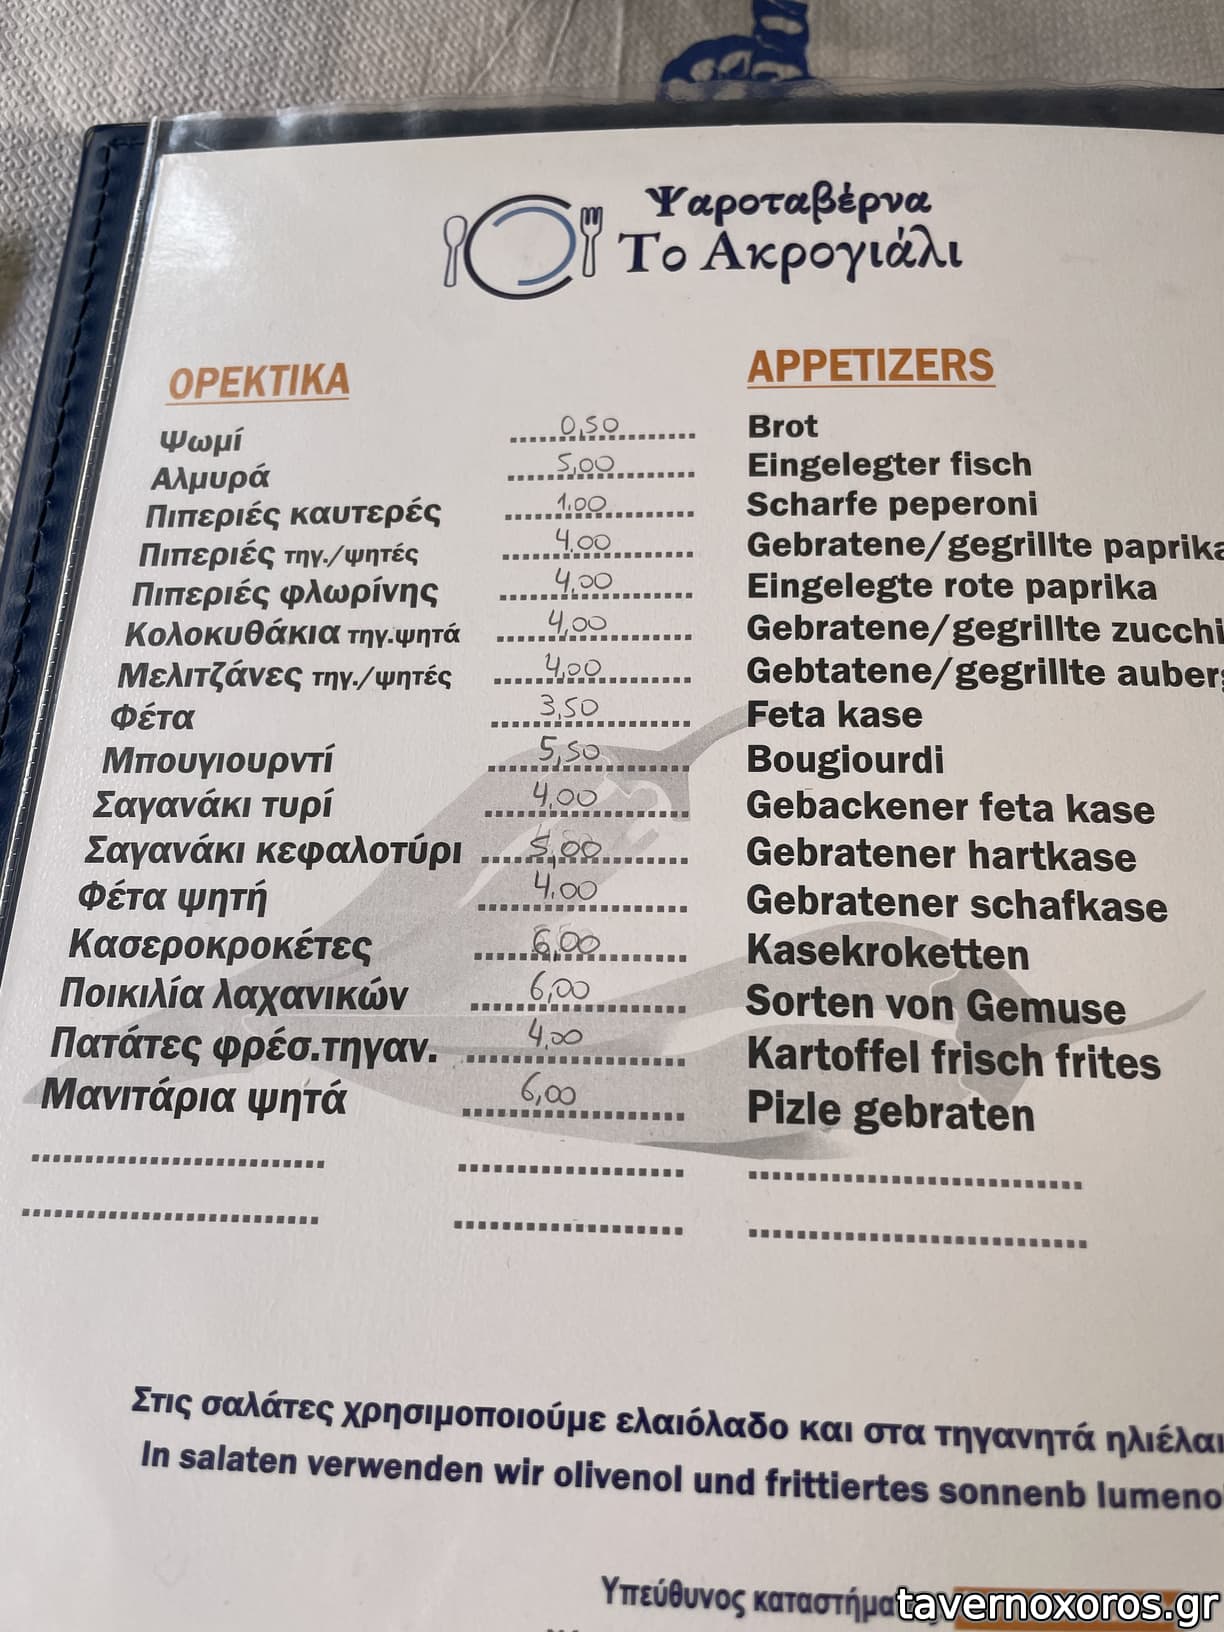 Ψαροταβέρνα
Το Ακρογιάλι
ΟΡΕΚΤΙΚΑ APPETIZERS
Ψωμί 0,50 Brot
Αλμυρά 5,00 Eingelegter fisch
Πιπεριές καυτερές 1.00 Scharfe peperoni
Πιπεριές τηγ./ψητές 4.00 Gebratene/gegrillte paprika
Πιπεριές φλωρίνης 4,00 Eingelegte rote paprika
Κολοκυθάκια τηγ.ψητά 4,00 Gebratene/gegrillte zucchi
Μελιτζάνες τηγ./ψητές 4,00 Gebtatene/gegrillte auberg
Φέτα 3,50 Feta kase
Μπουγιουρντί 5,50 Bougiourdi
Σαγανάκι τυρί 4,00 Gebackener feta kase
Σαγανάκι κεφαλοτύρι 5,00 Gebratener hartkase
Φέτα ψητή 4.00 Gebratener schafkase
Κασεροκροκέτες 6,00 Kasekroketten
Ποικιλία λαχανικών 6,00 Sorten von Gemuse
Πατάτες φρέσ.τηγαν. 4,00 Kartoffel frisch frites
Μανιτάρια ψητά 6,00 Pizle gebraten
Στις σαλάτες χρησιμοποιούμε ελαιόλαδο και στα τηγανητά ηλιέλαι
In salaten verwenden wir olivenol und frittiertes sonnenb lumeno
Υπεύθυνος καταστήμα
tavernoxoros.gr